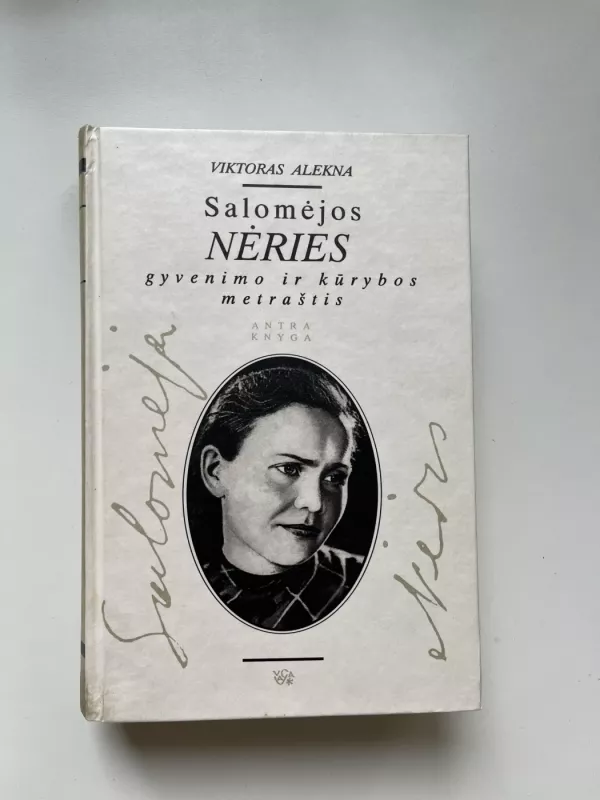 VIKTORAS ALEKNA
Salomėjos
NĖRIES
gyvenimo ir kūrybos
metraštis
ANTRA
KNYGA
Salomėja
Nėris